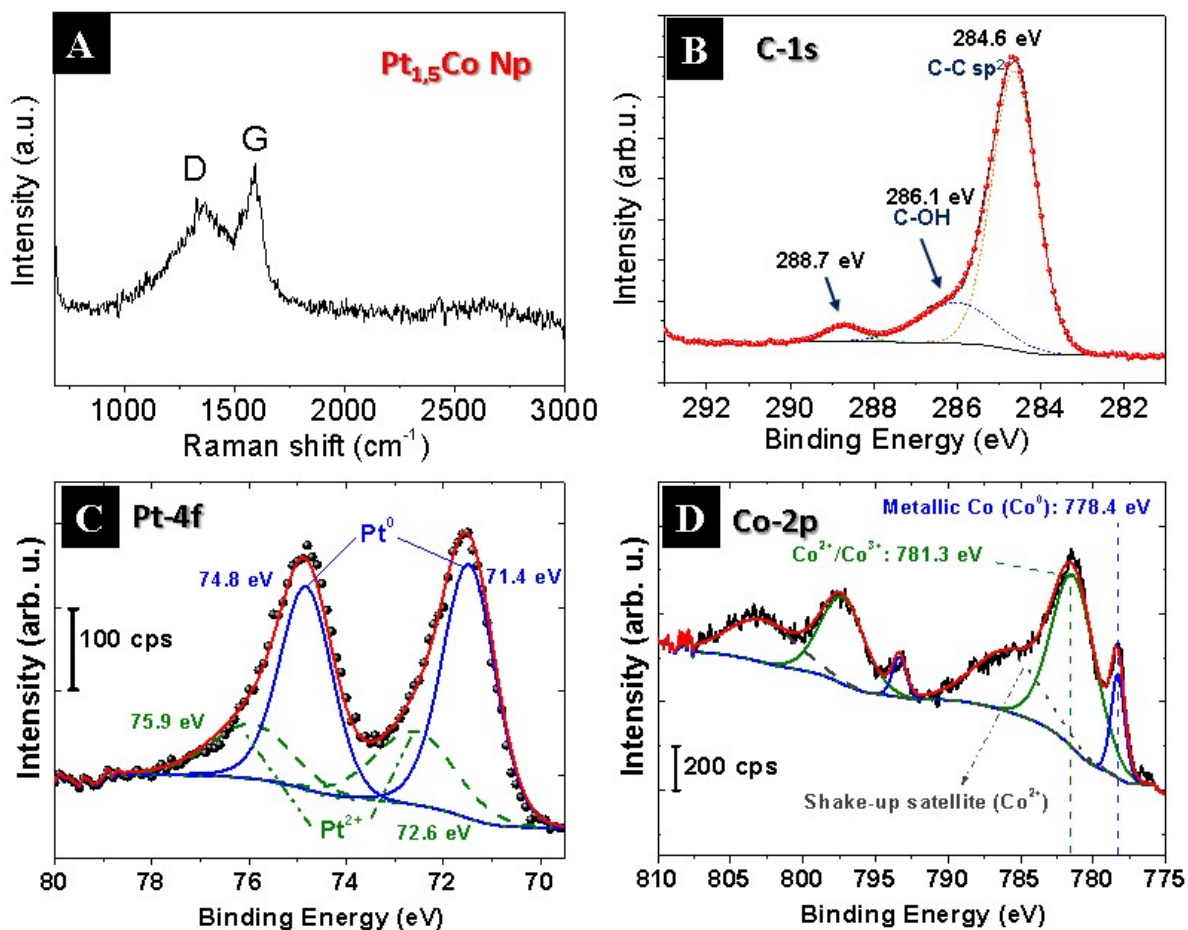 A
Pt1,5Co Np
D
G
Intensity (a.u.)
1000 1500 2000 2500 3000
Raman shift (cm-1)
B
C-1s
284.6 eV
C-C sp2
286.1 eV
C-OH
288.7 eV
Intensity (arb.u.)
292 290 288 286 284 282
Binding Energy (eV)
C
Pt-4f
Pt0
74.8 eV
71.4 eV
100 cps
75.9 eV
Pt2+
72.6 eV
Intensity (arb. u.)
80 78 76 74 72 70
Binding Energy (eV)
D
Co-2p
Metallic Co (Co0): 778.4 eV
Co2+/Co3+: 781.3 eV
200 cps
Shake-up satellite (Co2+)
Intensity (arb. u.)
810 805 800 795 790 785 780 775
Binding Energy (eV)